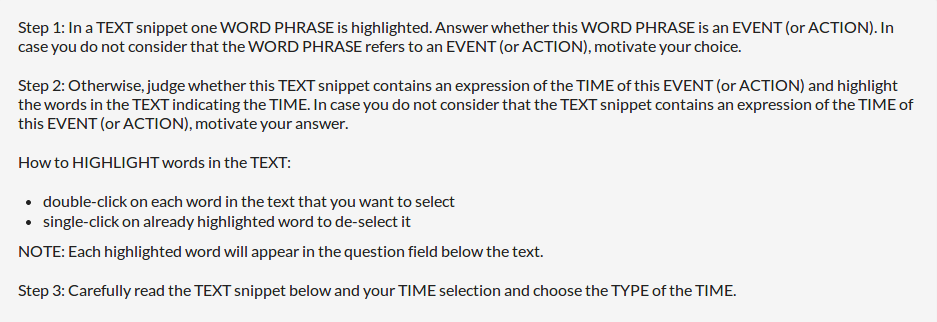 Step 1: In a TEXT snippet one WORD PHRASE is highlighted. Answer whether this WORD PHRASE is an EVENT (or ACTION). In
case you do not consider that the WORD PHRASE refers to an EVENT (or ACTION), motivate your choice.
Step 2: Otherwise, judge whether this TEXT snippet contains an expression of the TIME of this EVENT (or ACTION) and highlight
the words in the TEXT indicating the TIME. In case you do not consider that the TEXT snippet contains an expression of the TIME of
this EVENT (or ACTION), motivate your answer.
How to HIGHLIGHT words in the TEXT:
• double-click on each word in the text that you want to select
• single-click on already highlighted word to de-select it
NOTE: Each highlighted word will appear in the question field below the text.
Step 3: Carefully read the TEXT snippet below and your TIME selection and choose the TYPE of the TIME.